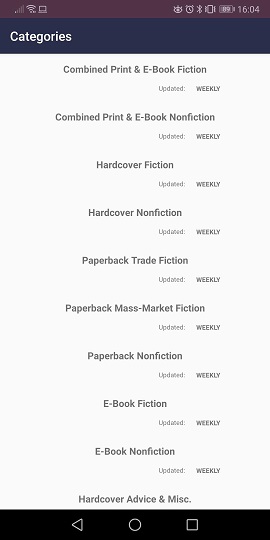 89 16:04
Categories
Combined Print & E-Book Fiction
Updated: WEEKLY
Combined Print & E-Book Nonfiction
Updated: WEEKLY
Hardcover Fiction
Updated: WEEKLY
Hardcover Nonfiction
Updated: WEEKLY
Paperback Trade Fiction
Updated: WEEKLY
Paperback Mass-Market Fiction
Updated: WEEKLY
Paperback Nonfiction
Updated: WEEKLY
E-Book Fiction
Updated: WEEKLY
E-Book Nonfiction
Updated: WEEKLY
Hardcover Advice & Misc.